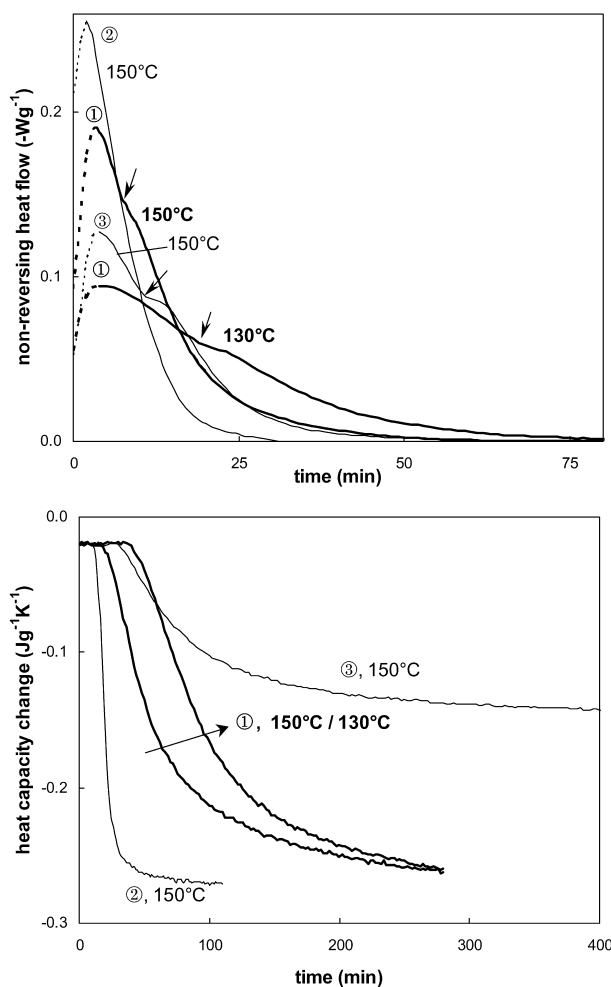 ②
150°C
0.2
①
150°C
③
150°C
0.1
①
130°C
0.0
0
25
50
75
non-reversing heat flow (-Wg⁻¹)
time (min)
0.0
-0.1
③, 150°C
①, 150°C / 130°C
-0.2
②, 150°C
-0.3
0
100
200
300
400
heat capacity change (Jg⁻¹K⁻¹)
time (min)